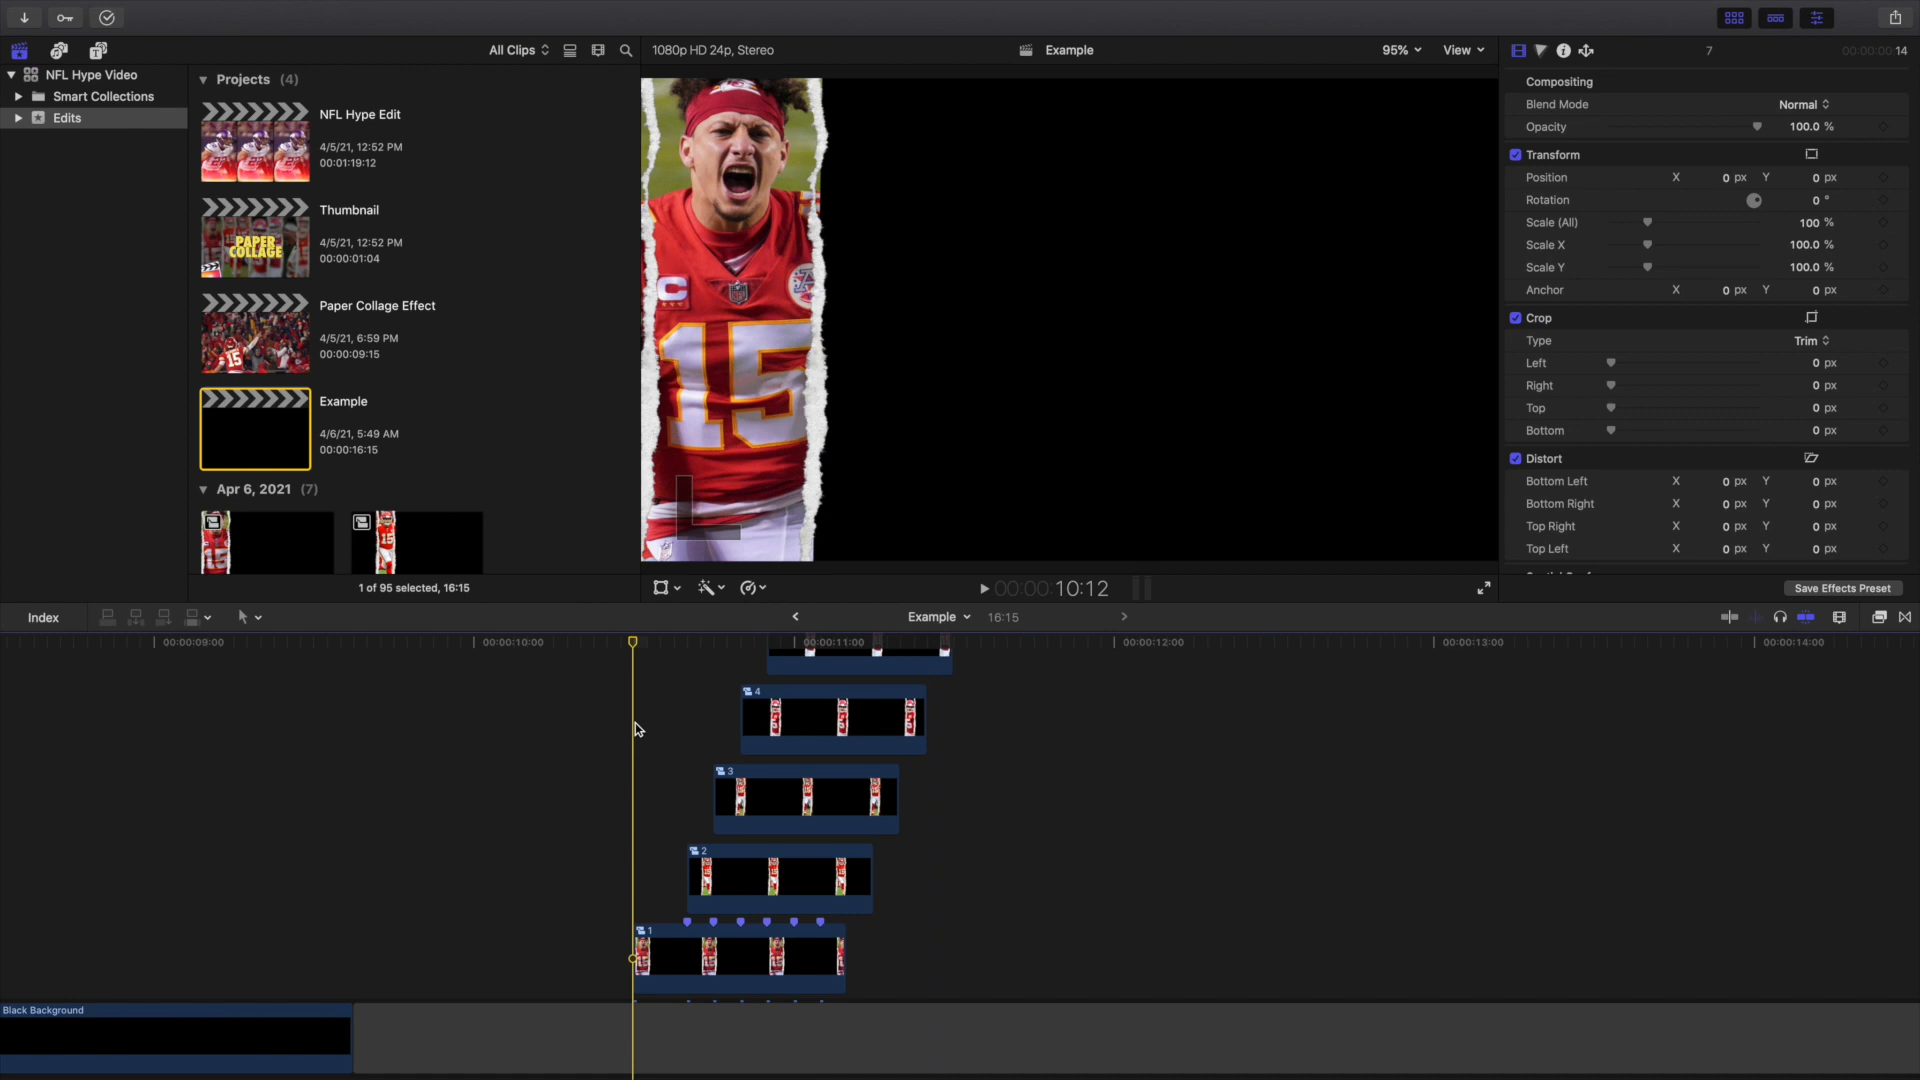 All Clips
1080p HD 24p, Stereo
Example
95%
View
7
00:00:00:14
NFL Hype Video
Smart Collections
Edits
Projects (4)
NFL Hype Edit
4/5/21, 12:52 PM
00:01:19:12
Thumbnail
4/5/21, 12:52 PM
00:00:01:04
PAPER
COLLAGE
Paper Collage Effect
4/5/21, 6:59 PM
00:00:09:15
Example
4/6/21, 5:49 AM
00:00:16:15
Apr 6, 2021 (7)
1 of 95 selected, 16:15
C
NFL
15
00:00:10:12
Compositing
Blend Mode Normal
Opacity 100.0 %
Transform
Position X 0 px Y 0 px
Rotation 0 °
Scale (All) 100 %
Scale X 100.0 %
Scale Y 100.0 %
Anchor X 0 px Y 0 px
Crop
Type Trim
Left 0 px
Right 0 px
Top 0 px
Bottom 0 px
Distort
Bottom Left X 0 px Y 0 px
Bottom Right X 0 px Y 0 px
Top Right X 0 px Y 0 px
Top Left X 0 px Y 0 px
Save Effects Preset
Index
Example
16:15
00:00:09:00
00:00:10:00
00:00:11:00
00:00:12:00
00:00:13:00
00:00:14:00
4
3
2
1
Black Background